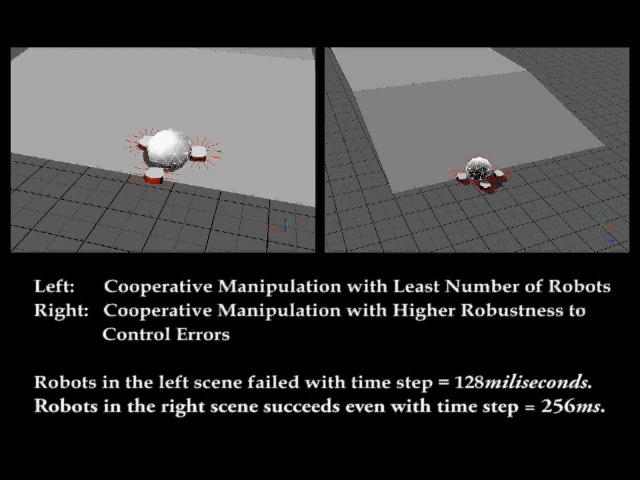 Left: Cooperative Manipulation with Least Number of Robots
Right: Cooperative Manipulation with Higher Robustness to
Control Errors
Robots in the left scene failed with time step = 128miliseconds.
Robots in the right scene succeeds even with time step = 256ms.